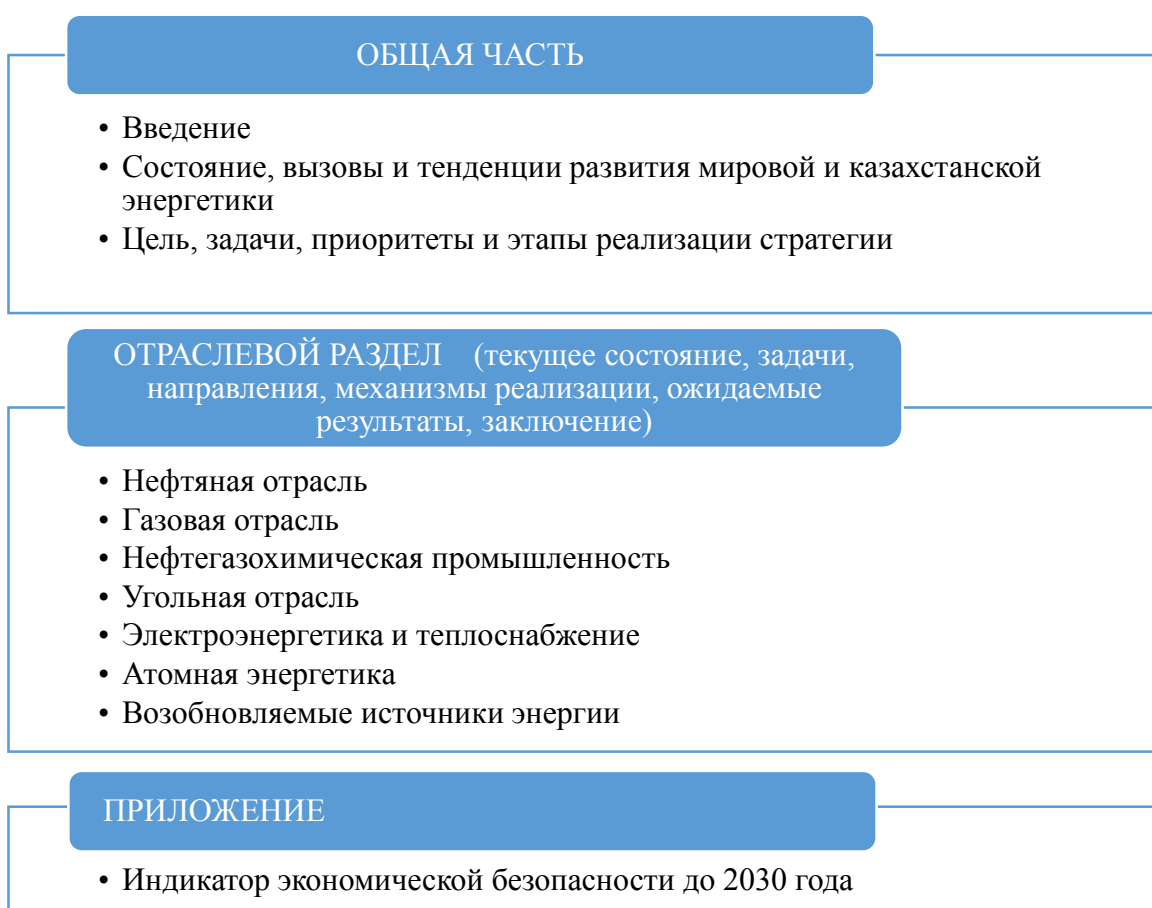 ОБЩАЯ ЧАСТЬ
• Введение
• Состояние, вызовы и тенденции развития мировой и казахстанской
энергетики
• Цель, задачи, приоритеты и этапы реализации стратегии
ОТРАСЛЕВОЙ РАЗДЕЛ (текущее состояние, задачи,
направления, механизмы реализации, ожидаемые
результаты, заключение)
• Нефтяная отрасль
• Газовая отрасль
• Нефтегазохимическая промышленность
• Угольная отрасль
• Электроэнергетика и теплоснабжение
• Атомная энергетика
• Возобновляемые источники энергии
ПРИЛОЖЕНИЕ
• Индикатор экономической безопасности до 2030 года